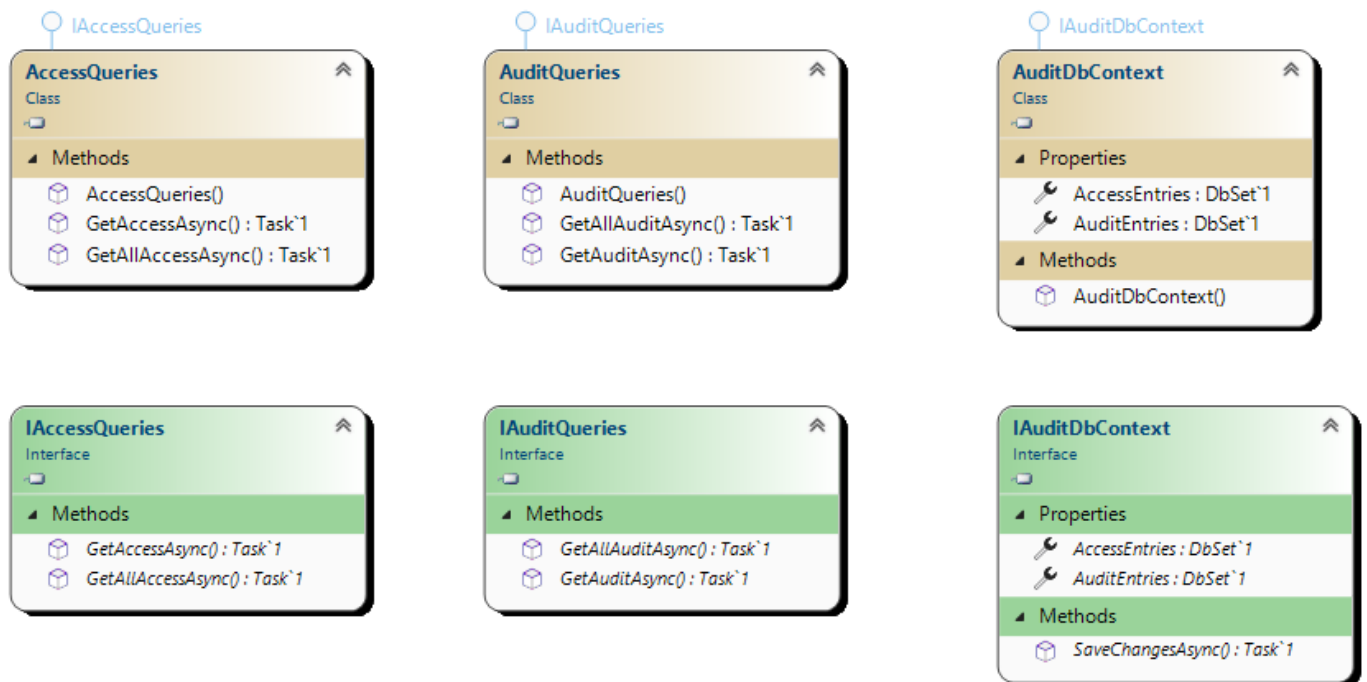 IAccessQueries
AccessQueries
Class
Methods
AccessQueries()
GetAccessAsync() : Task`1
GetAllAccessAsync() : Task`1
IAuditQueries
AuditQueries
Class
Methods
AuditQueries()
GetAllAuditAsync() : Task`1
GetAuditAsync() : Task`1
IAuditDbContext
AuditDbContext
Class
Properties
AccessEntries : DbSet`1
AuditEntries : DbSet`1
Methods
AuditDbContext()
IAccessQueries
Interface
Methods
GetAccessAsync() : Task`1
GetAllAccessAsync() : Task`1
IAuditQueries
Interface
Methods
GetAllAuditAsync() : Task`1
GetAuditAsync() : Task`1
IAuditDbContext
Interface
Properties
AccessEntries : DbSet`1
AuditEntries : DbSet`1
Methods
SaveChangesAsync() : Task`1